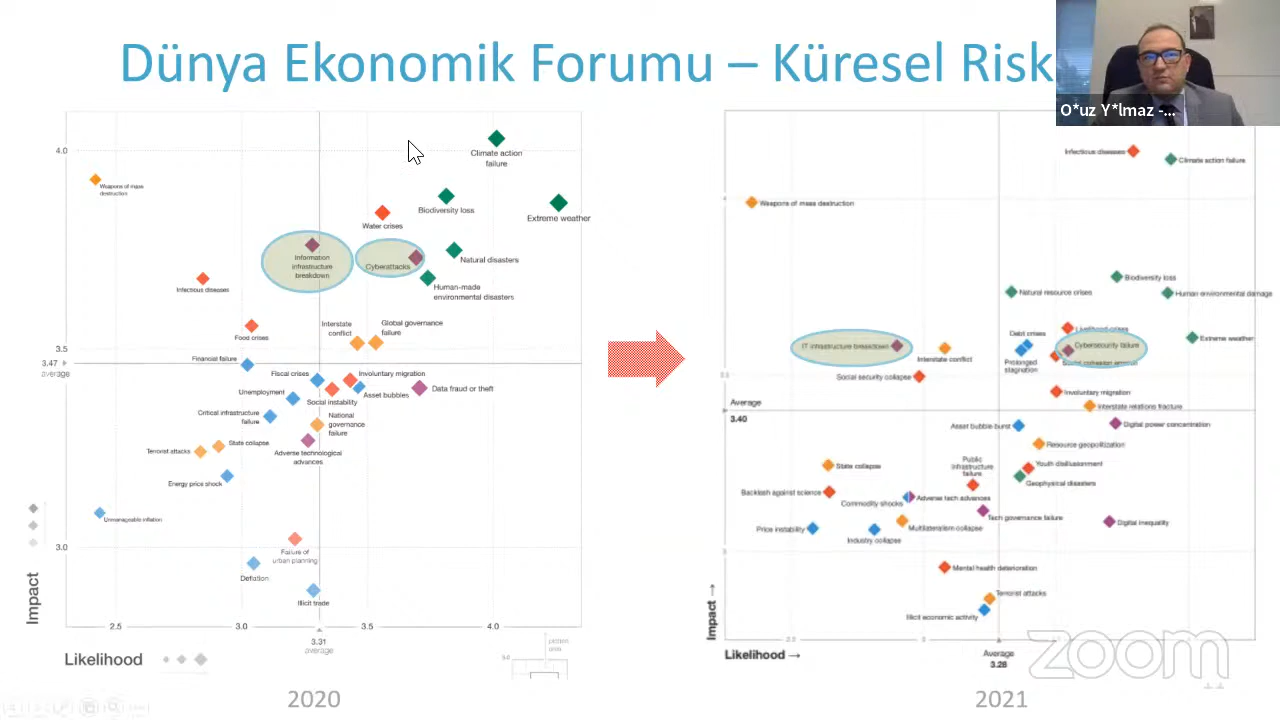 Dünya Ekonomik Forumu – Küresel Risk
O*uz Y*lmaz -...
4.0
3.5
3.47
average
3.0
Weapons of mass
destruction
Climate action
failure
Biodiversity loss
Extreme weather
Water crises
Information
infrastructure
breakdown
Cyberattacks
Natural disasters
Human-made
environmental disasters
Infectious diseases
Food crises
Interstate
conflict
Global governance
failure
Financial failure
Fiscal crises
Involuntary migration
Data fraud or theft
Unemployment
Social instability
Asset bubbles
Critical infrastructure
failure
National
governance
failure
Terrorist attacks
State collapse
Adverse technological
advances
Energy price shock
Unmanageable inflation
Failure of
urban planning
Deflation
Illicit trade
Impact
2.5
3.0
3.5
4.0
3.31
average
Likelihood
5.0
plotted
area
2020
Infectious diseases
Climate action failure
Weapons of mass destruction
Biodiversity loss
Natural resource crises
Human environmental damage
Livelihood crises
Debt crises
Extreme weather
IT infrastructure breakdown
Cybersecurity failure
Interstate conflict
Prolonged
stagnation
Social cohesion erosion
Social security collapse
Involuntary migration
Average
3.40
Interstate relations fracture
Asset bubble burst
Digital power concentration
Resource geopolitization
State collapse
Public
infrastructure
failure
Youth disillusionment
Geophysical disasters
Backlash against science
Commodity shocks
Adverse tech advances
Tech governance failure
Price instability
Multilateralism collapse
Industry collapse
Digital inequality
Mental health deterioration
Terrorist attacks
Illicit economic activity
Impact →
Likelihood →
Average
3.28
zoom
2021